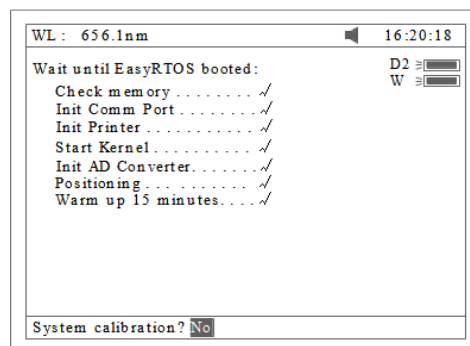 WL: 656.1nm 16:20:18
Wait until EasyRTOS booted: D2
W
Check memory ........ √
Init Comm Port ........ √
Init Printer ........... √
Start Kernel .......... √
Init AD Converter....... √
Positioning ........... √
Warm up 15 minutes.... √
System calibration? No